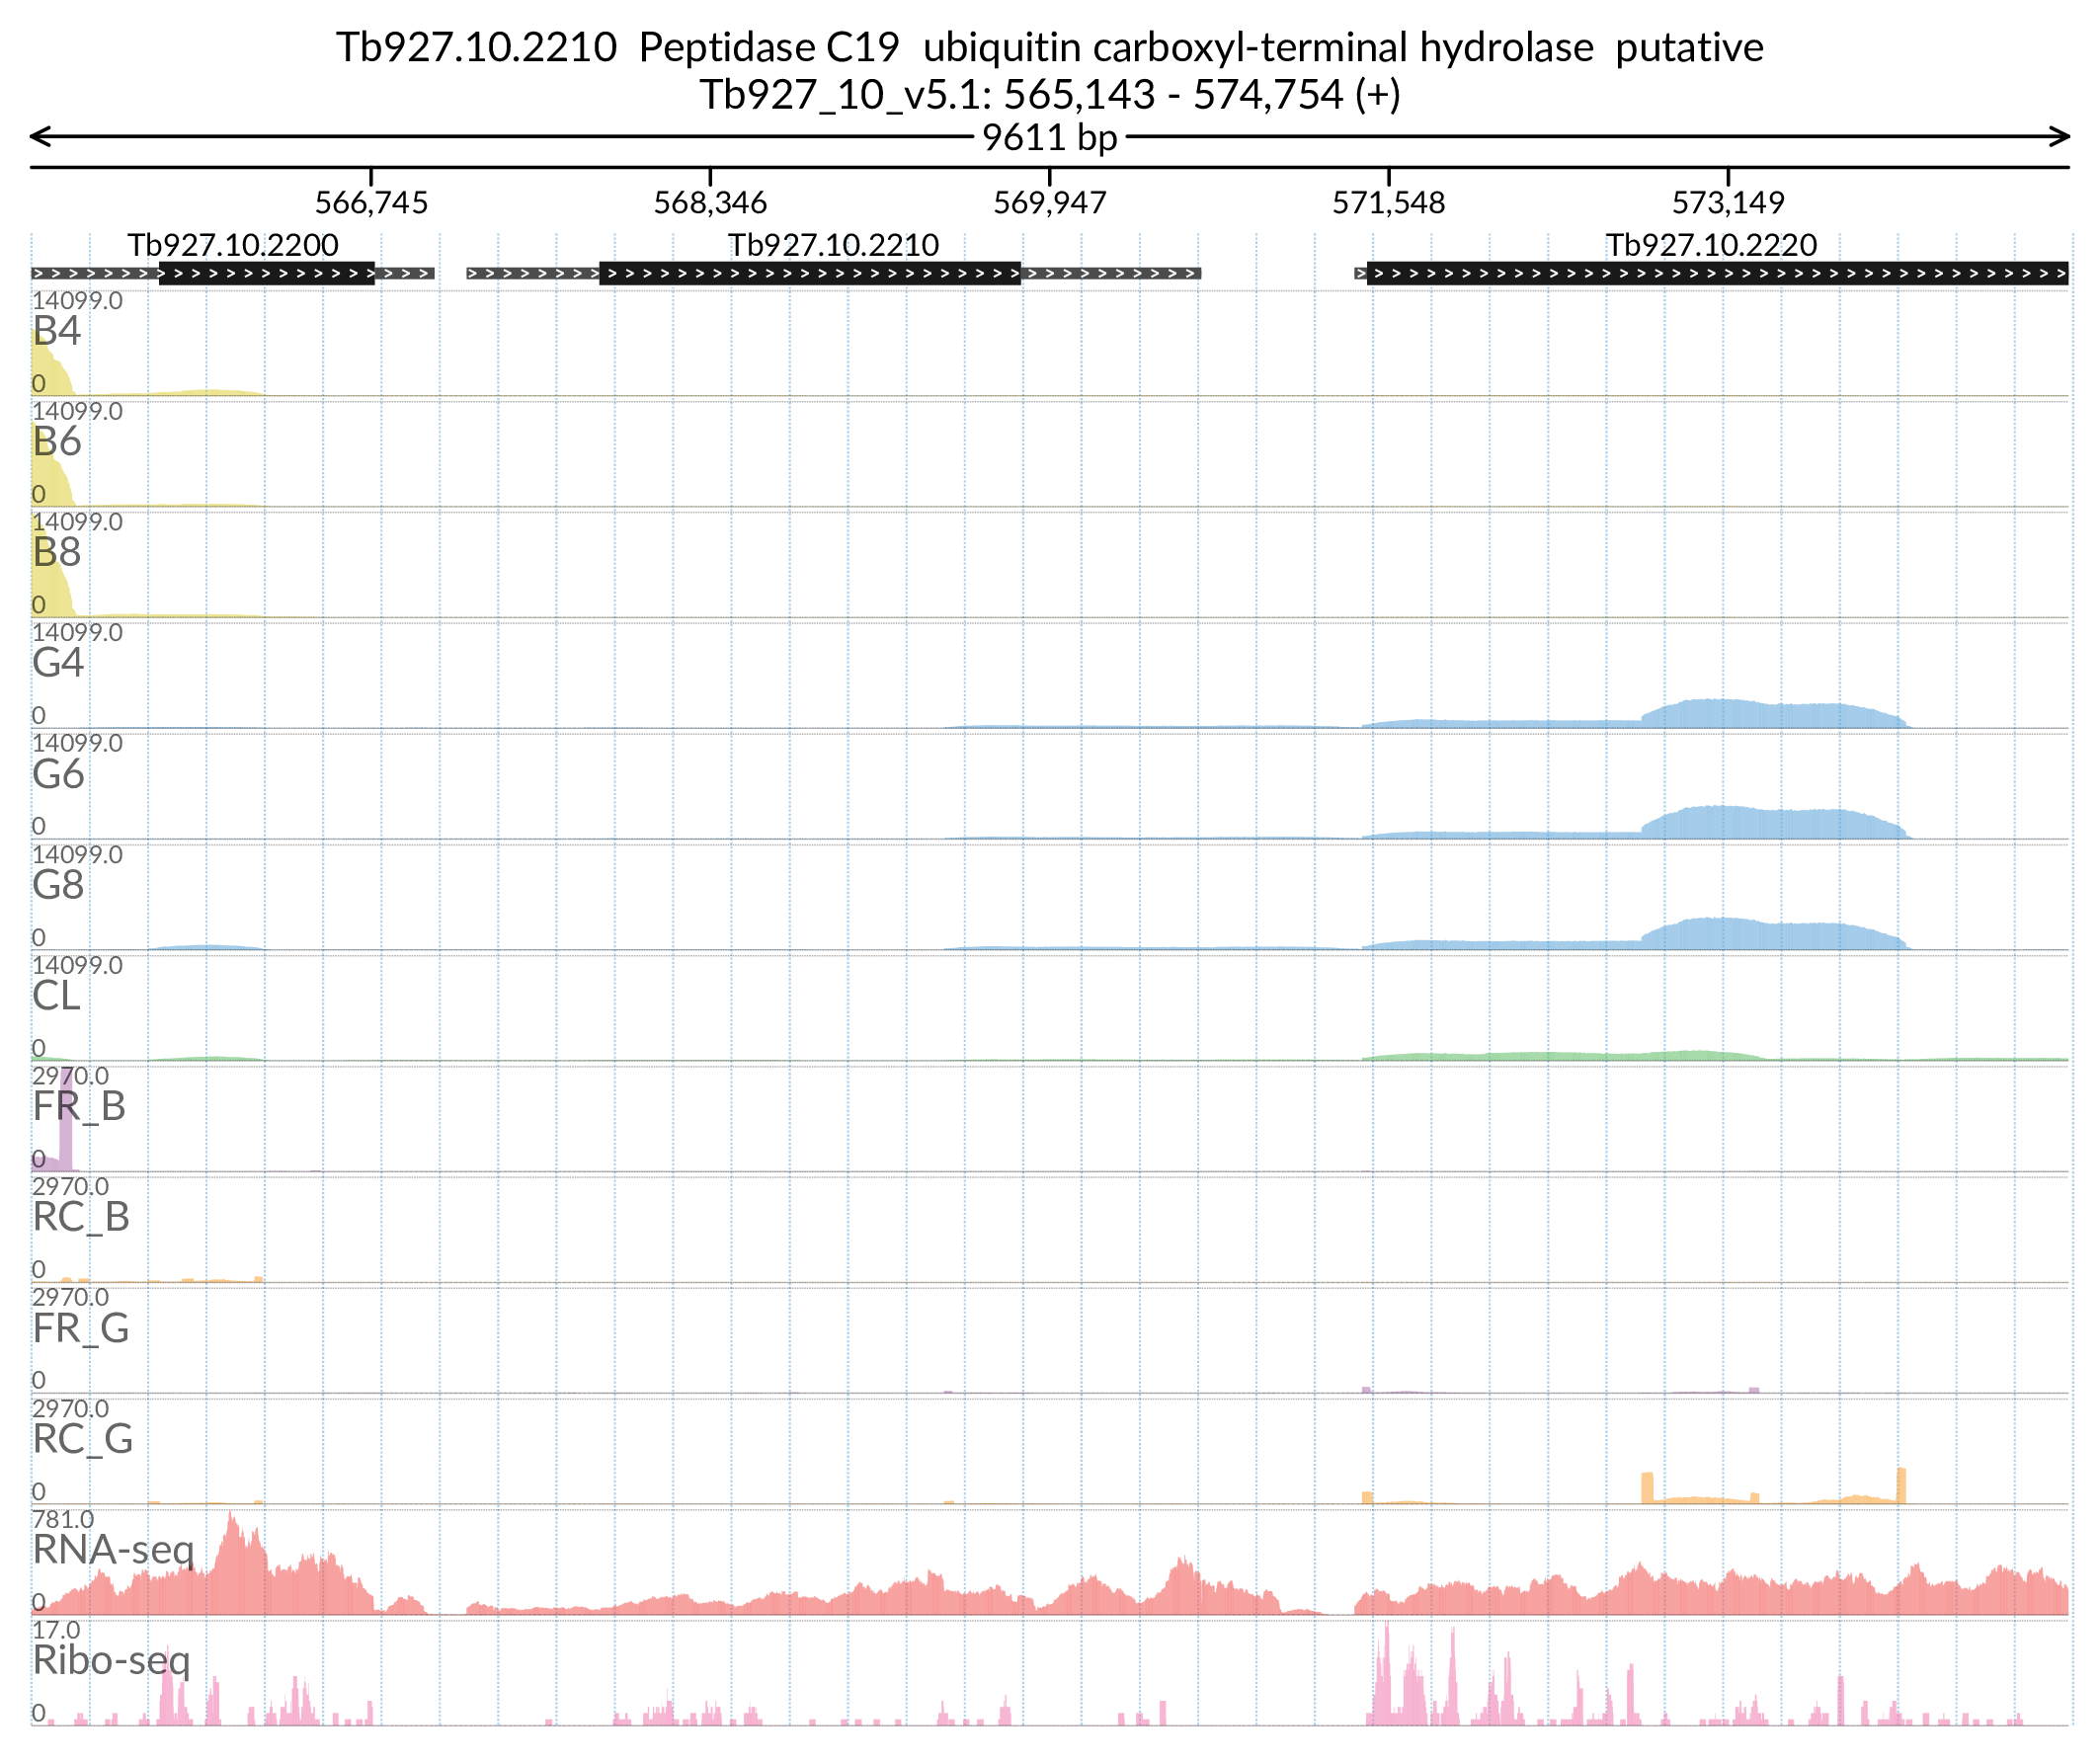 Tb927.10.2210  Peptidase C19  ubiquitin carboxyl-terminal hydrolase  putative
Tb927_10_v5.1: 565,143 - 574,754 (+)
9611 bp
566,745 568,346 569,947 571,548 573,149
Tb927.10.2200 Tb927.10.2210 Tb927.10.2220
14099.0
B4
0
14099.0
B6
0
14099.0
B8
0
14099.0
G4
0
14099.0
G6
0
14099.0
G8
0
14099.0
CL
0
2970.0
FR_B
0
2970.0
RC_B
0
2970.0
FR_G
0
2970.0
RC_G
0
781.0
RNA-seq
0
17.0
Ribo-seq
0